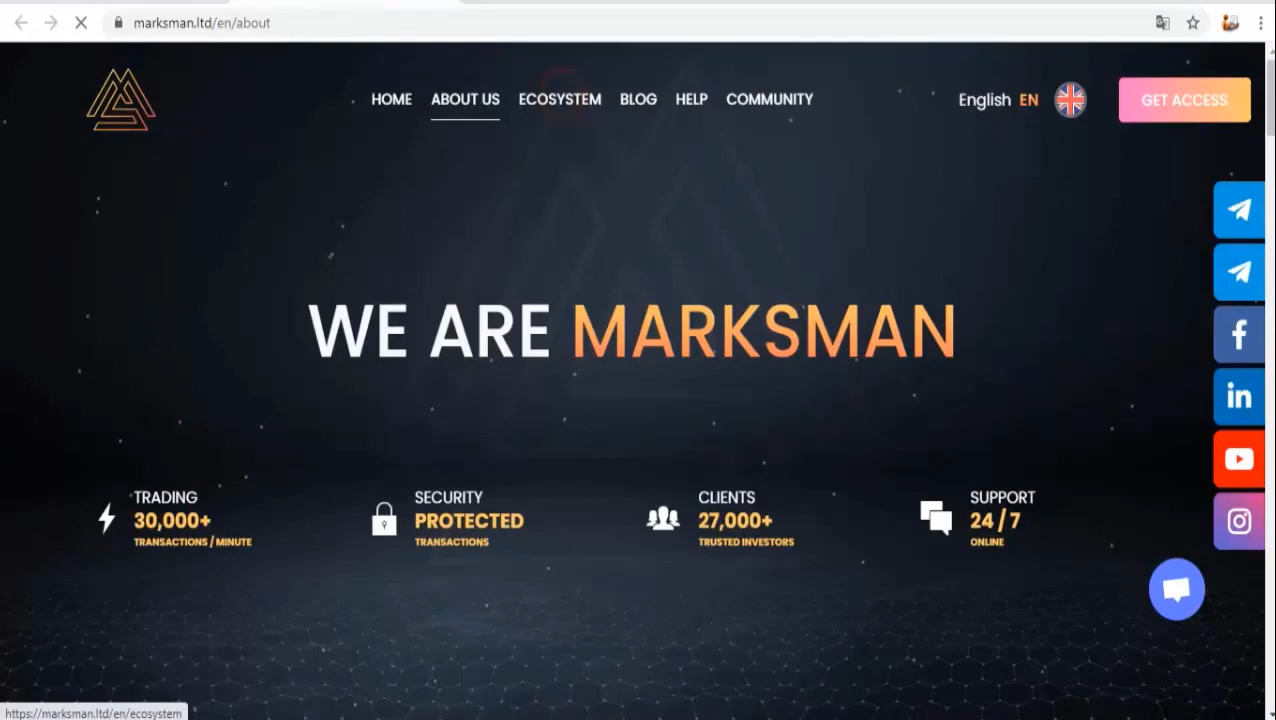 marksman.ltd/en/about
HOME ABOUT US ECOSYSTEM BLOG HELP COMMUNITY English EN GET ACCESS
WE ARE MARKSMAN
TRADING
30,000+
TRANSACTIONS / MINUTE
SECURITY
PROTECTED
TRANSACTIONS
CLIENTS
27,000+
TRUSTED INVESTORS
SUPPORT
24 / 7
ONLINE
https://marksman.ltd/en/ecosystem